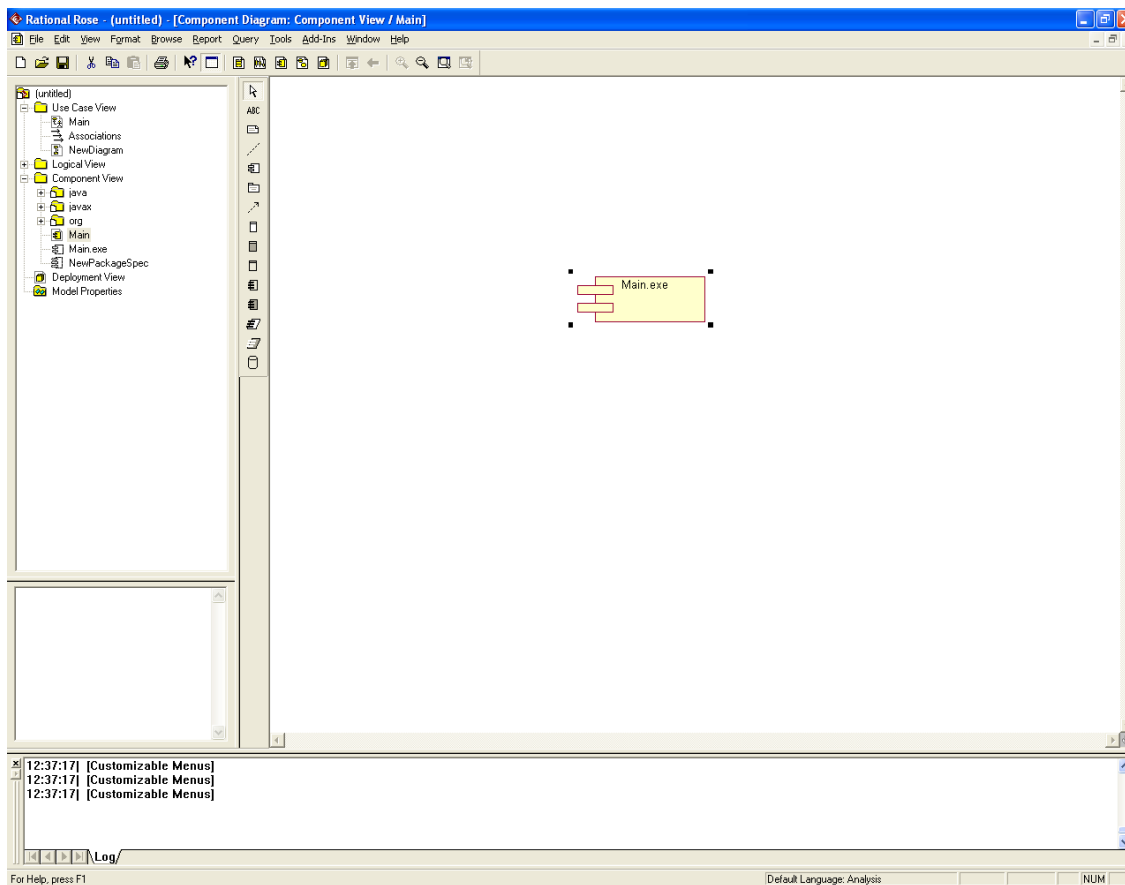 Rational Rose - (untitled) - [Component Diagram: Component View / Main]
File Edit View Format Browse Report Query Tools Add-Ins Window Help
(untitled)
Use Case View
Main
Associations
NewDiagram
Logical View
Component View
java
javax
org
Main
Main.exe
NewPackageSpec
Deployment View
Model Properties
ABC
Main.exe
12:37:17| [Customizable Menus]
12:37:17| [Customizable Menus]
12:37:17| [Customizable Menus]
Log
For Help, press F1
Default Language: Analysis
NUM